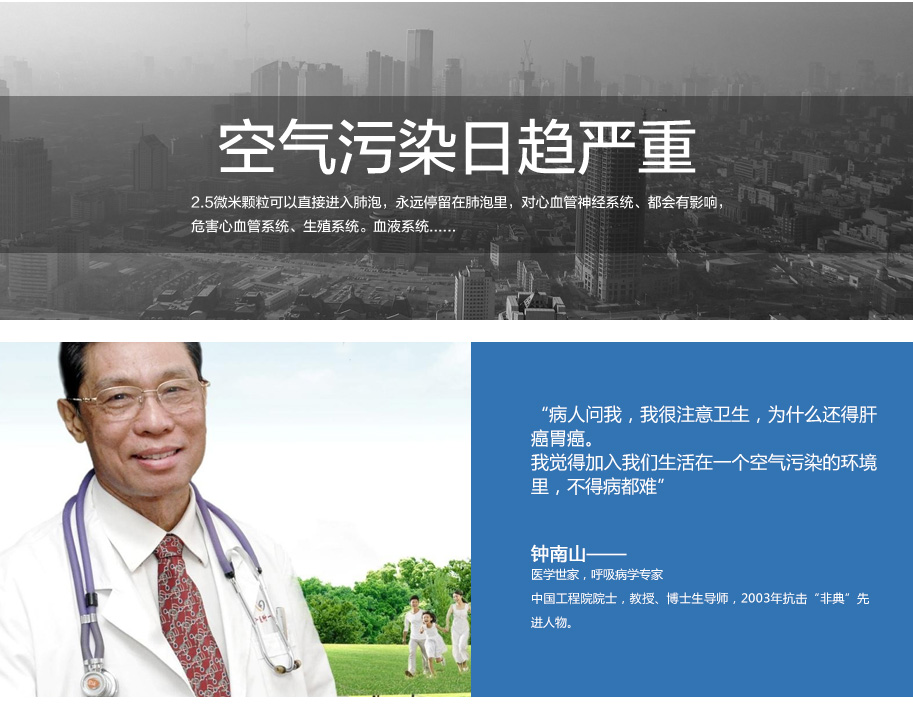 空气污染日趋严重
2.5微米颗粒可以直接进入肺泡，永远停留在肺泡里，对心血管神经系统、都会有影响，
危害心血管系统、生殖系统。血液系统......
“病人问我，我很注意卫生，为什么还得肝
癌胃癌。
我觉得加入我们生活在一个空气污染的环境
里，不得病都难”
钟南山——
医学世家，呼吸病学专家
中国工程院院士，教授、博士生导师，2003年抗击“非典”先
进人物。